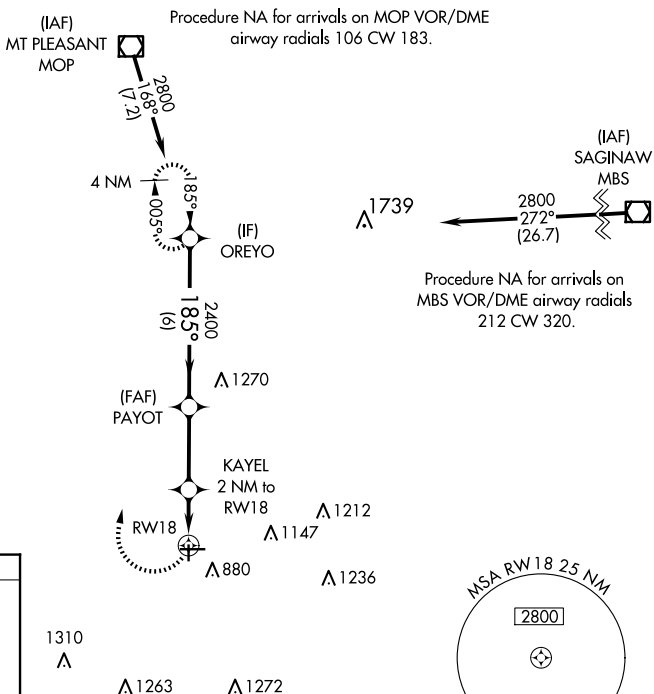 (IAF)
MT PLEASANT
MOP
Procedure NA for arrivals on MOP VOR/DME
airway radials 106 CW 183.
2800
168°
(7.2)
(IAF)
SAGINAW
MBS
4 NM
185°
005°
1739
2800
272°
(26.7)
(IF)
OREYO
Procedure NA for arrivals on
MBS VOR/DME airway radials
212 CW 320.
2400
185°
(6)
1270
(FAF)
PAYOT
KAYEL
2 NM to
RW18
1212
RW18
1147
880
1236
MSA RW18 25 NM
2800
1310
1263
1272